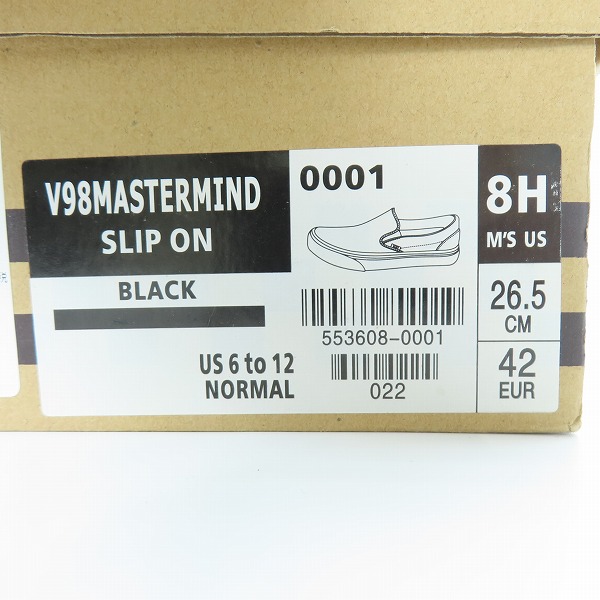 V98MASTERMIND
SLIP ON
BLACK
US 6 to 12
NORMAL
0001
553608-0001
022
8H
M'S US
26.5
CM
42
EUR